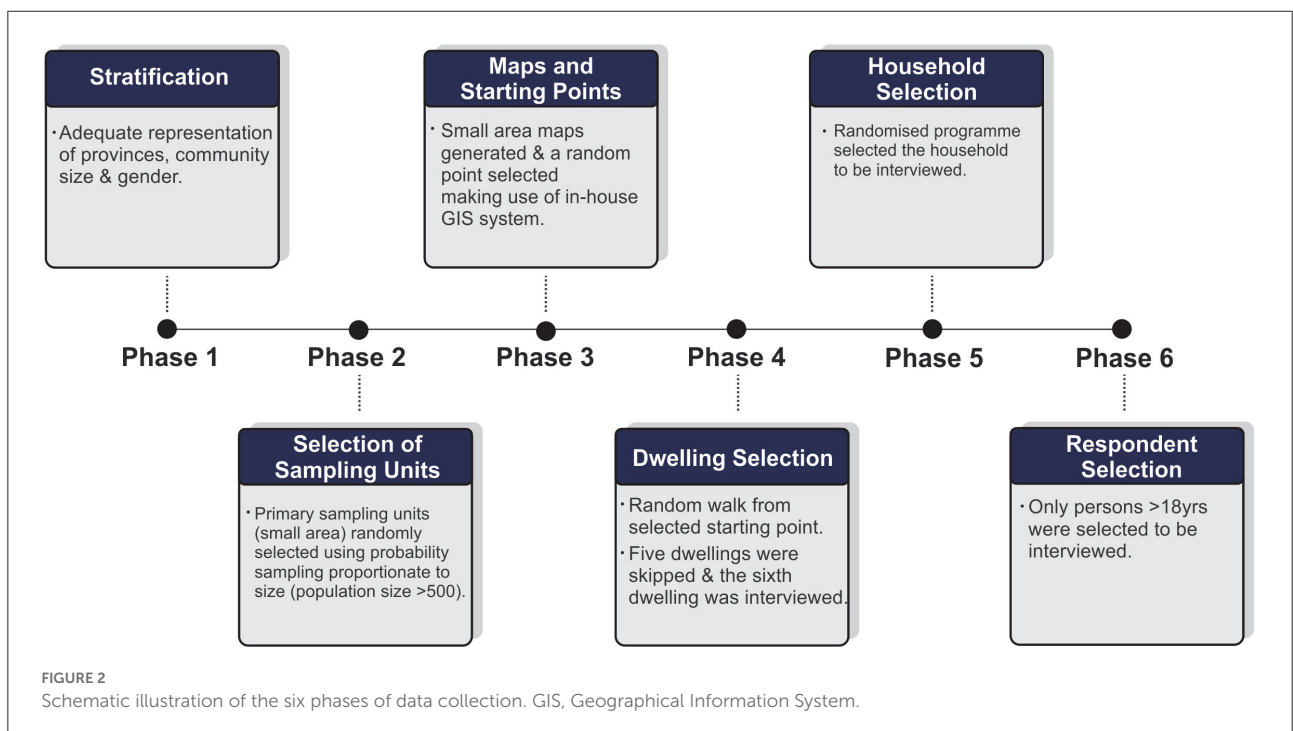 Stratification
·Adequate representation
of provinces, community
size & gender.
Maps and
Starting Points
· Small area maps
generated & a random
point selected
making use of in-house
GIS system.
Household
Selection
· Randomised programme
selected the household
to be interviewed.
Phase 1
Phase 2
Phase 3
Phase 4
Phase 5
Phase 6
Selection of
Sampling Units
· Primary sampling units
(small area) randomly
selected using probability
sampling proportionate to
size (population size >500).
Dwelling Selection
· Random walk from
selected starting point.
· Five dwellings were
skipped & the sixth
dwelling was interviewed.
Respondent
Selection
· Only persons >18yrs
were selected to be
interviewed.
FIGURE 2
Schematic illustration of the six phases of data collection. GIS, Geographical Information System.